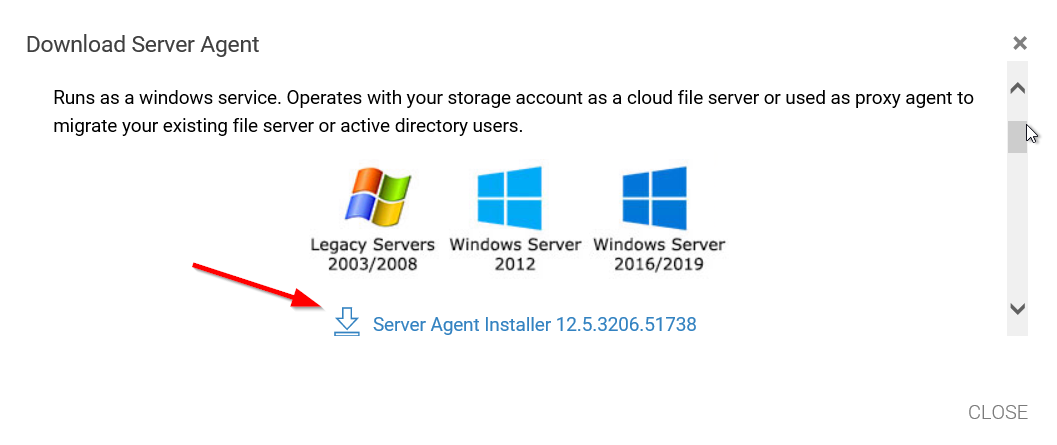 Download Server Agent
Runs as a windows service. Operates with your storage account as a cloud file server or used as proxy agent to
migrate your existing file server or active directory users.
Legacy Servers
2003/2008
Windows Server
2012
Windows Server
2016/2019
Server Agent Installer 12.5.3206.51738
CLOSE